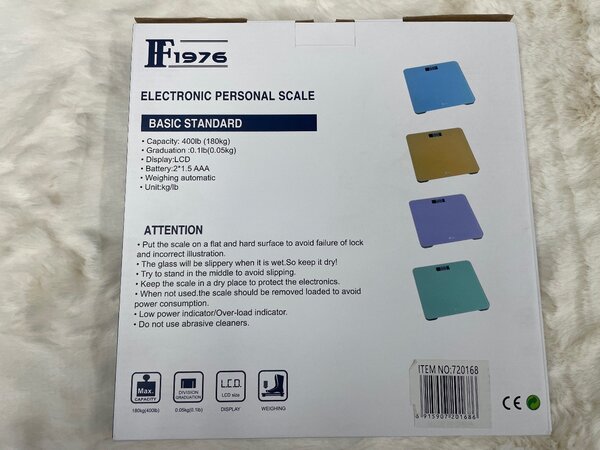 HF1976
ELECTRONIC PERSONAL SCALE
BASIC STANDARD
• Capacity: 400lb (180kg)
• Graduation :0.1lb(0.05kg)
• Display:LCD
• Battery:2*1.5 AAA
• Weighing automatic
• Unit:kg/lb
ATTENTION
• Put the scale on a flat and hard surface to avoid failure of lock
and incorrect illustration.
• The glass will be slippery when it is wet.So keep it dry!
• Try to stand in the middle to avoid slipping.
• Keep the scale in a dry place to protect the electronics.
• When not used.the scale should be removed loaded to avoid
power consumption.
• Low power indicator/Over-load indicator.
• Do not use abrasive cleaners.
Max.
CAPACITY
180kg(400lb)
DIVISION
GRADUATION
0.05kg(0.1lb)
L.C.D.
LCD size
DISPLAY
WEIGHING
ITEM NO:720168
6 915907 201686
CE